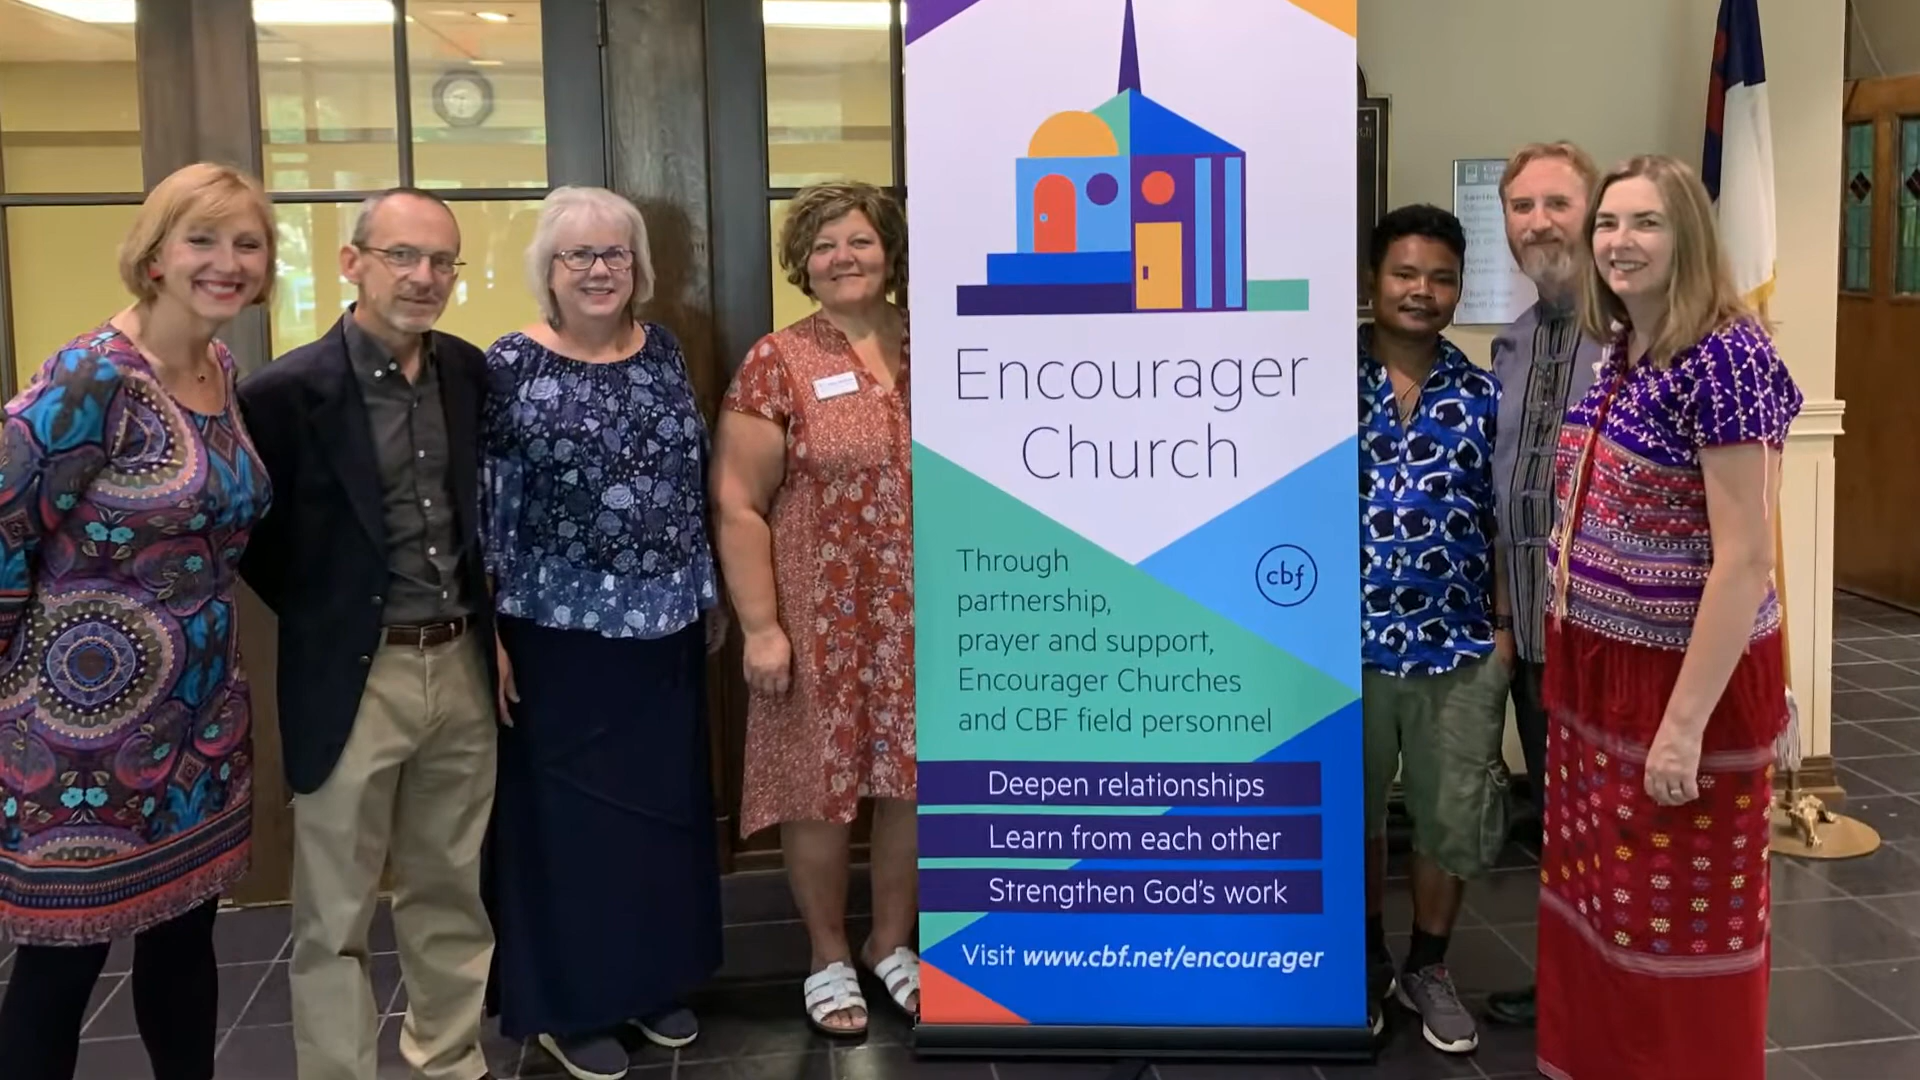 Encourager
Church
Through
partnership,
prayer and support,
Encourager Churches
and CBF field personnel
cbf
Deepen relationships
Learn from each other
Strengthen God's work
Visit www.cbf.net/encourager